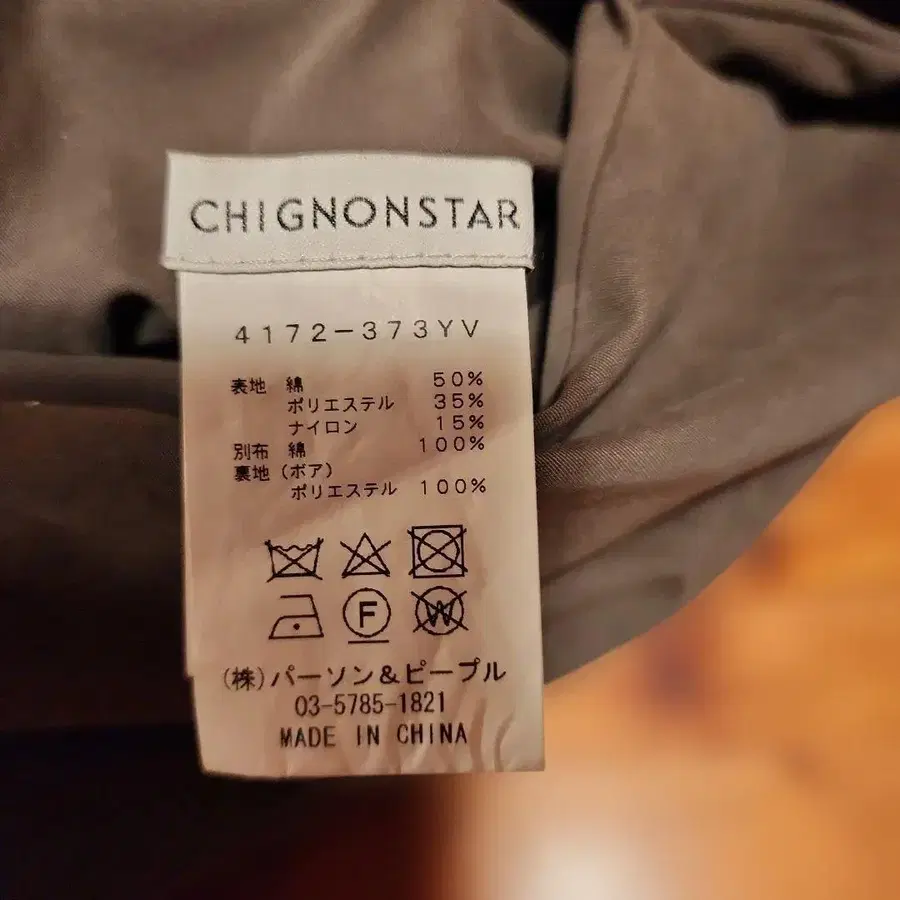 CHIGNONSTAR
4172-373YV
表地 綿 50%
ポリエステル 35%
ナイロン 15%
別布 綿 100%
裏地(ボア)
ポリエステル 100%
F W
(株)パーソン&ピープル
03-5785-1821
MADE IN CHINA